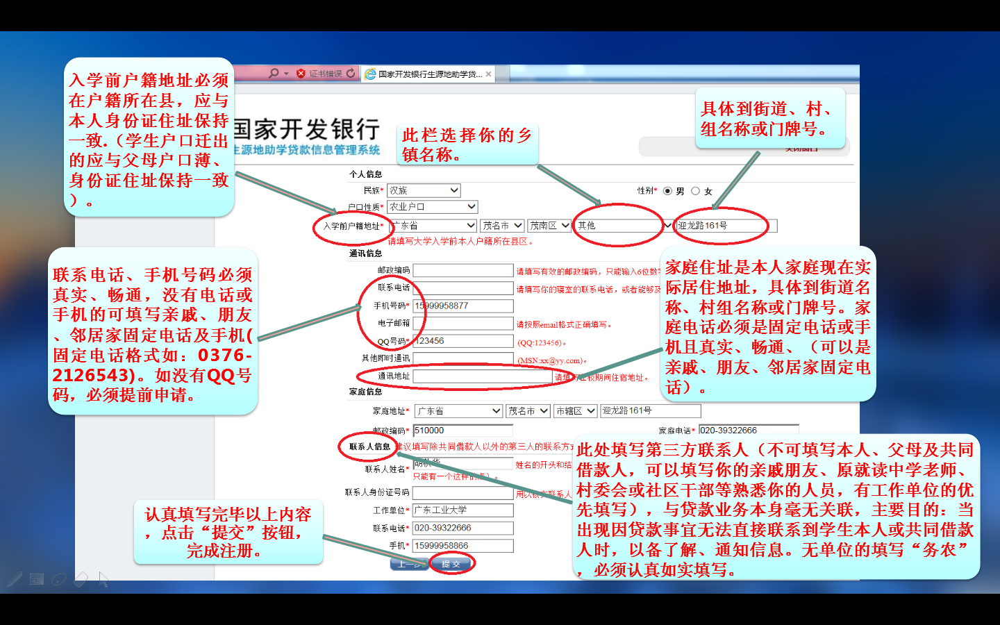 证书错误
国家开发银行生源地助学贷...
入学前户籍地址必须
在户籍所在县，应与
本人身份证住址保持
一致.（学生户口迁出
的应与父母户口薄、
身份证住址保持一致
）。
国家开发银行
生源地助学贷款信息管理系统
此栏选择你的乡
镇名称。
具体到街道、村、
组名称或门牌号。
关闭窗口
个人信息
民族* 汉族
性别* 男 女
户口性质* 农业户口
入学前户籍地址* 广东省 茂名市 茂南区 其他 迎龙路161号
请填写大学入学前本人户籍所在县区。
通讯信息
邮政编码 请填写有效的邮政编码，只能输入6位数字
联系电话 请填写你的寝室的联系电话，或者能够及
手机号码* 15999958877
电子邮箱 请按照email格式正确填写。
QQ号码* 123456 (QQ:123456)。
其他即时通讯 (MSN:xx@yy.com)。
通讯地址 请填写在校期间住宿地址。
联系电话、手机号码必须
真实、畅通，没有电话或
手机的可填写亲戚、朋友
、邻居家固定电话及手机(
固定电话格式如：0376-
2126543)。如没有QQ号
码，必须提前申请。
家庭住址是本人家庭现在实
际居住地址，具体到街道名
称、村组名称或门牌号。家
庭电话必须是固定电话或手
机且真实、畅通、（可以是
亲戚、朋友、邻居家固定电
话）。
家庭信息
家庭地址* 广东省 茂名市 市辖区 迎龙路161号
邮政编码* 510000
家庭电话* 020-39322666
联系人信息 建议填写除共同借款人以外的第三人的联系方式
联系人姓名* 姓名的开头和结
只能有一个这样的点）。
联系人身份证号码 用以核实联系人
工作单位* 广东工业大学
联系电话* 020-39322666
手机* 15999958866
上一步 提交
认真填写完毕以上内容
，点击“提交”按钮，
完成注册。
此处填写第三方联系人（不可填写本人、父母及共同
借款人，可以填写你的亲戚朋友、原就读中学老师、
村委会或社区干部等熟悉你的人员，有工作单位的优
先填写），与贷款业务本身毫无关联，主要目的：当
出现因贷款事宜无法直接联系到学生本人或共同借款
人时，以备了解、通知信息。无单位的填写“务农”
，必须认真如实填写。